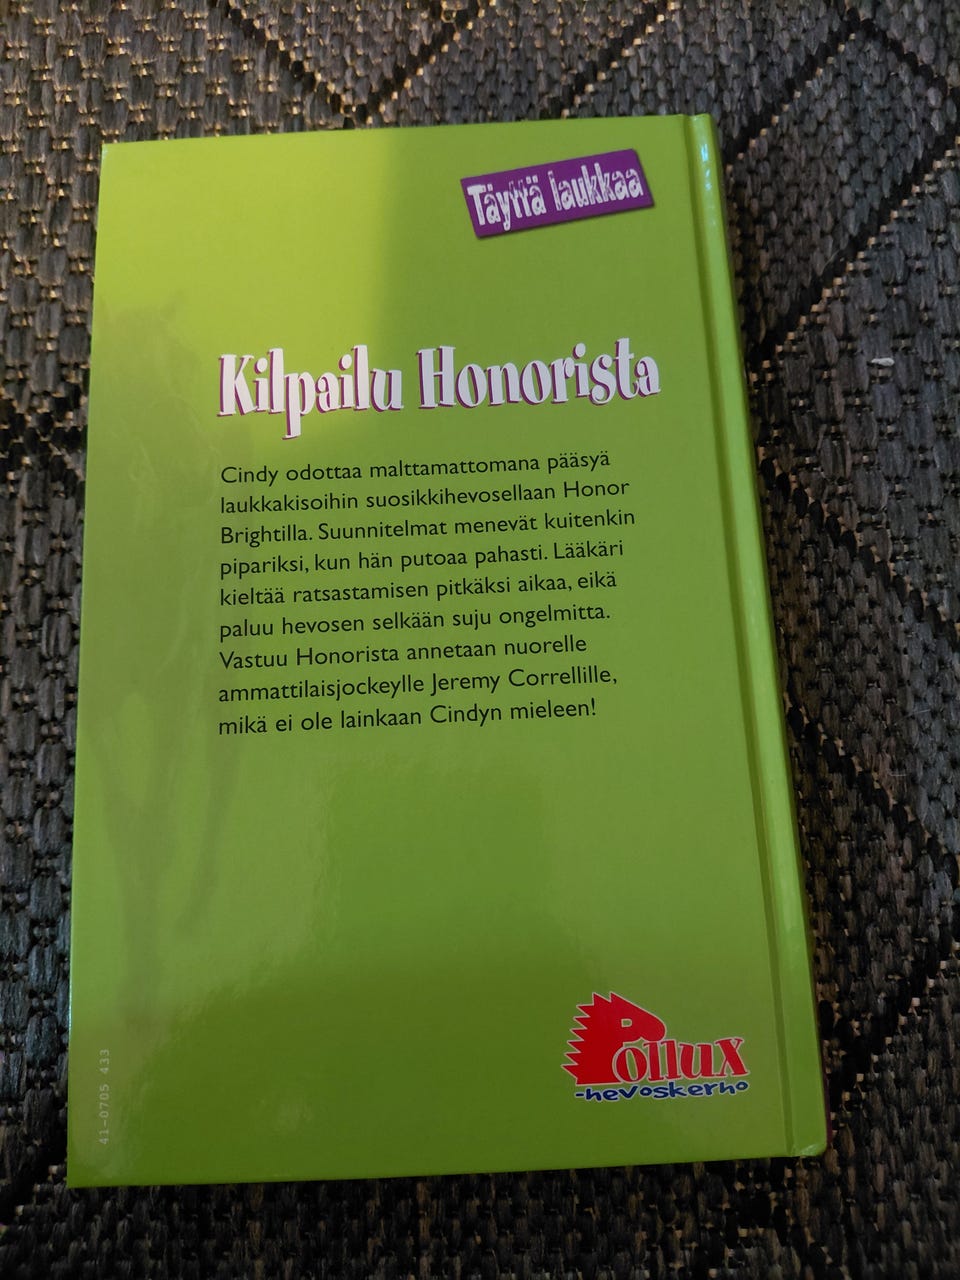 Täyttä laukkaa
Kilpailu Honorista
Cindy odottaa malttamattomana pääsyä
laukkakisoihin suosikkihevosellaan Honor
Brightilla. Suunnitelmat menevät kuitenkin
pipariksi, kun hän putoaa pahasti. Lääkäri
kieltää ratsastamisen pitkäksi aikaa, eikä
paluu hevosen selkään suju ongelmitta.
Vastuu Honorista annetaan nuorelle
ammattilaisjockeylle Jeremy Correllille,
mikä ei ole lainkaan Cindyn mieleen!
Pollux
-hevoskerho
41-0705 433